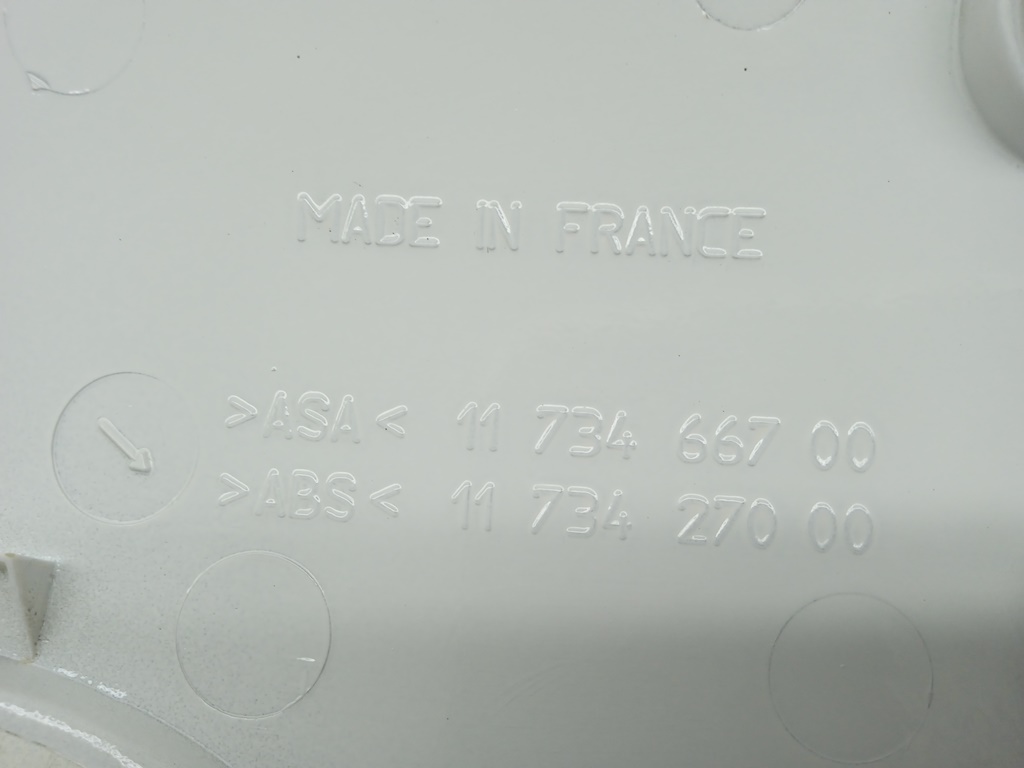 MADE IN FRANCE
>ASA< 11 734 667 00
>ABS< 11 734 270 00